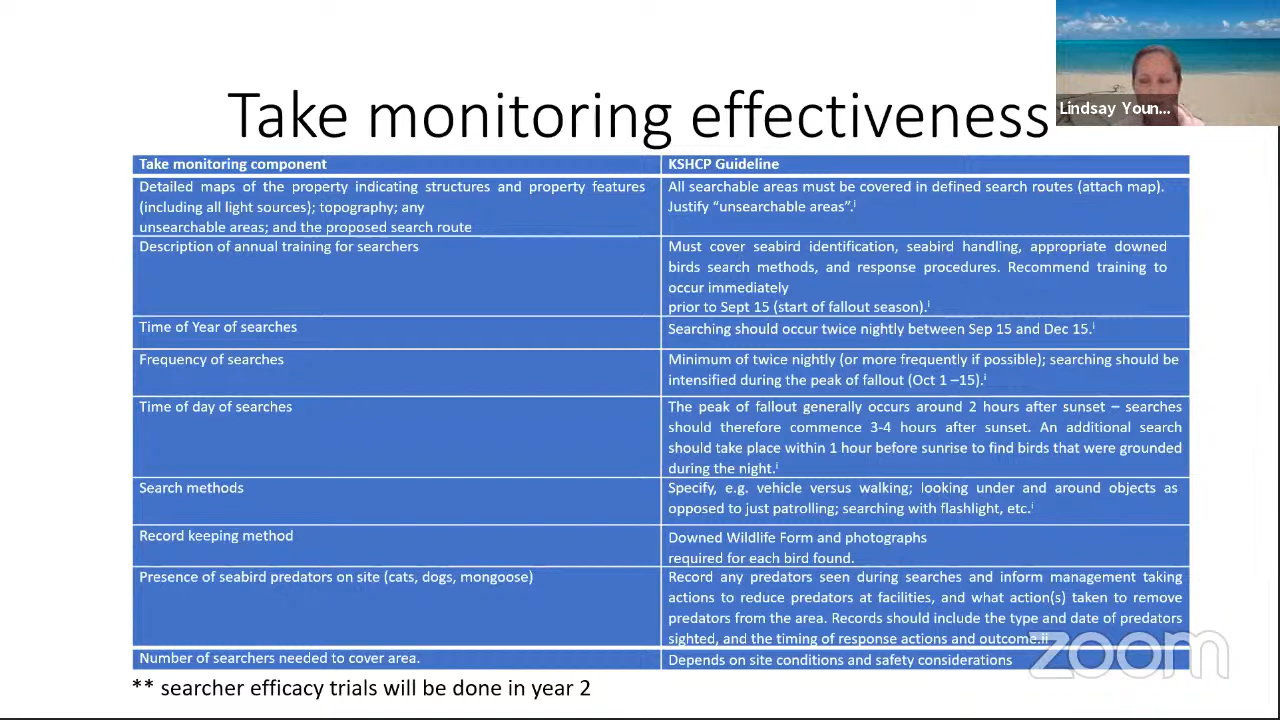 Take monitoring effectiveness
Lindsay Youn...
Take monitoring component
KSHCP Guideline
Detailed maps of the property indicating structures and property features
(including all light sources); topography; any
unsearchable areas; and the proposed search route
All searchable areas must be covered in defined search routes (attach map).
Justify “unsearchable areas”.i
Description of annual training for searchers
Must cover seabird identification, seabird handling, appropriate downed
birds search methods, and response procedures. Recommend training to
occur immediately
prior to Sept 15 (start of fallout season).i
Time of Year of searches
Searching should occur twice nightly between Sep 15 and Dec 15.i
Frequency of searches
Minimum of twice nightly (or more frequently if possible); searching should be
intensified during the peak of fallout (Oct 1 –15).i
Time of day of searches
The peak of fallout generally occurs around 2 hours after sunset – searches
should therefore commence 3-4 hours after sunset. An additional search
should take place within 1 hour before sunrise to find birds that were grounded
during the night.i
Search methods
Specify, e.g. vehicle versus walking; looking under and around objects as
opposed to just patrolling; searching with flashlight, etc.i
Record keeping method
Downed Wildlife Form and photographs
required for each bird found.
Presence of seabird predators on site (cats, dogs, mongoose)
Record any predators seen during searches and inform management taking
actions to reduce predators at facilities, and what action(s) taken to remove
predators from the area. Records should include the type and date of predators
sighted, and the timing of response actions and outcome.ii
Number of searchers needed to cover area.
Depends on site conditions and safety considerations
zoom
** searcher efficacy trials will be done in year 2